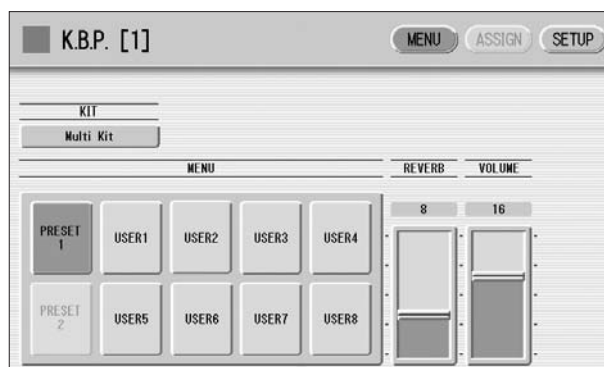 K.B.P. [1] MENU ASSIGN SETUP
KIT
Multi Kit
MENU REVERB VOLUME
8 16
PRESET 1 USER1 USER2 USER3 USER4
PRESET 2 USER5 USER6 USER7 USER8